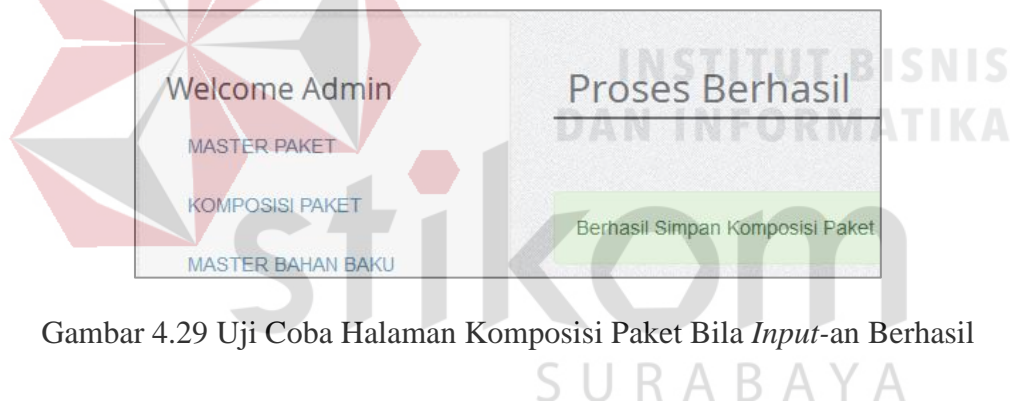 INSTITUT BISNIS
DAN INFORMATIKA
stikom
SURABAYA
Welcome Admin
MASTER PAKET
KOMPOSISI PAKET
MASTER BAHAN BAKU
Proses Berhasil
Berhasil Simpan Komposisi Paket
Gambar 4.29 Uji Coba Halaman Komposisi Paket Bila Input-an Berhasil